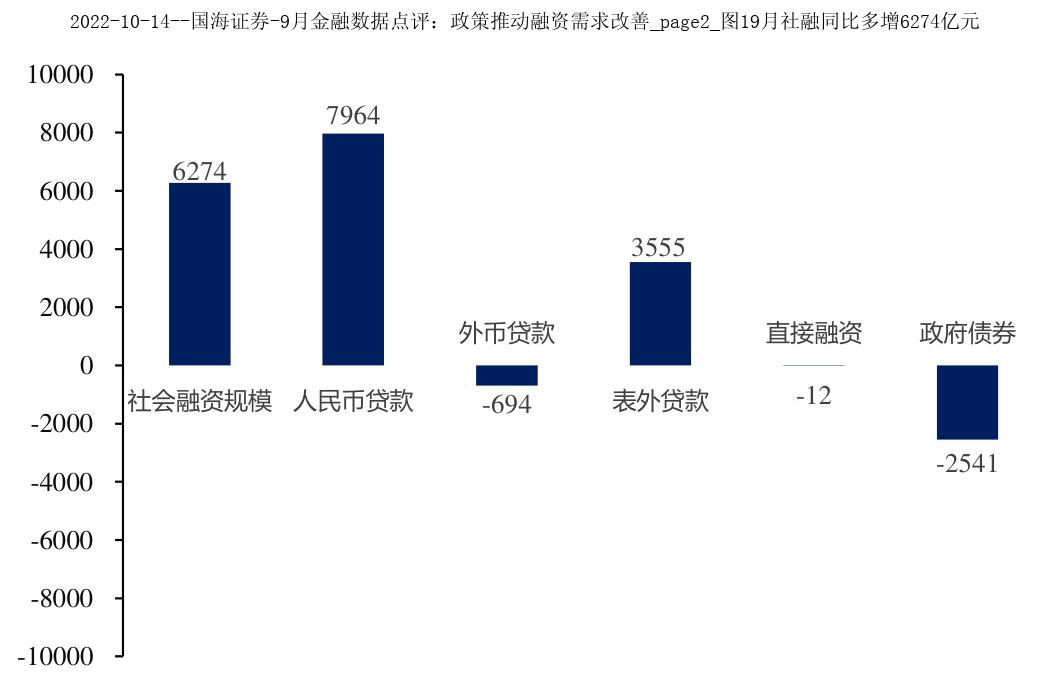 2022-10-14--国海证券-9月金融数据点评：政策推动融资需求改善_page2_图19月社融同比多增6274亿元
10000
8000
6000
4000
2000
0
-2000
-4000
-6000
-8000
-10000
6274
7964
-694
3555
-12
-2541
社会融资规模
人民币贷款
外币贷款
表外贷款
直接融资
政府债券